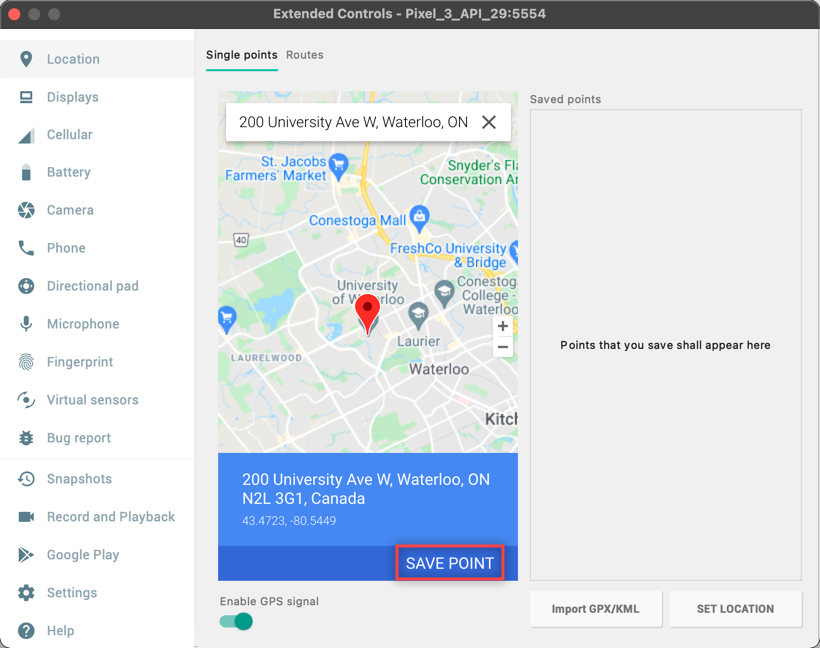 Extended Controls - Pixel_3_API_29:5554
Location
Displays
Cellular
Battery
Camera
Phone
Directional pad
Microphone
Fingerprint
Virtual sensors
Bug report
Snapshots
Record and Playback
Google Play
Settings
Help
Single points
Routes
200 University Ave W, Waterloo, ON
St. Jacobs
Farmers' Market
Snyder's Fl
Conservation Ar
Conestoga Mall
40
FreshCo University
& Bridge
University
of Waterloo
Conestog
College -
Waterloo
Laurier
LAURELWOOD
Waterloo
Kitch
+
−
200 University Ave W, Waterloo, ON
N2L 3G1, Canada
43.4723, -80.5449
SAVE POINT
Enable GPS signal
Saved points
Points that you save shall appear here
Import GPX/KML
SET LOCATION